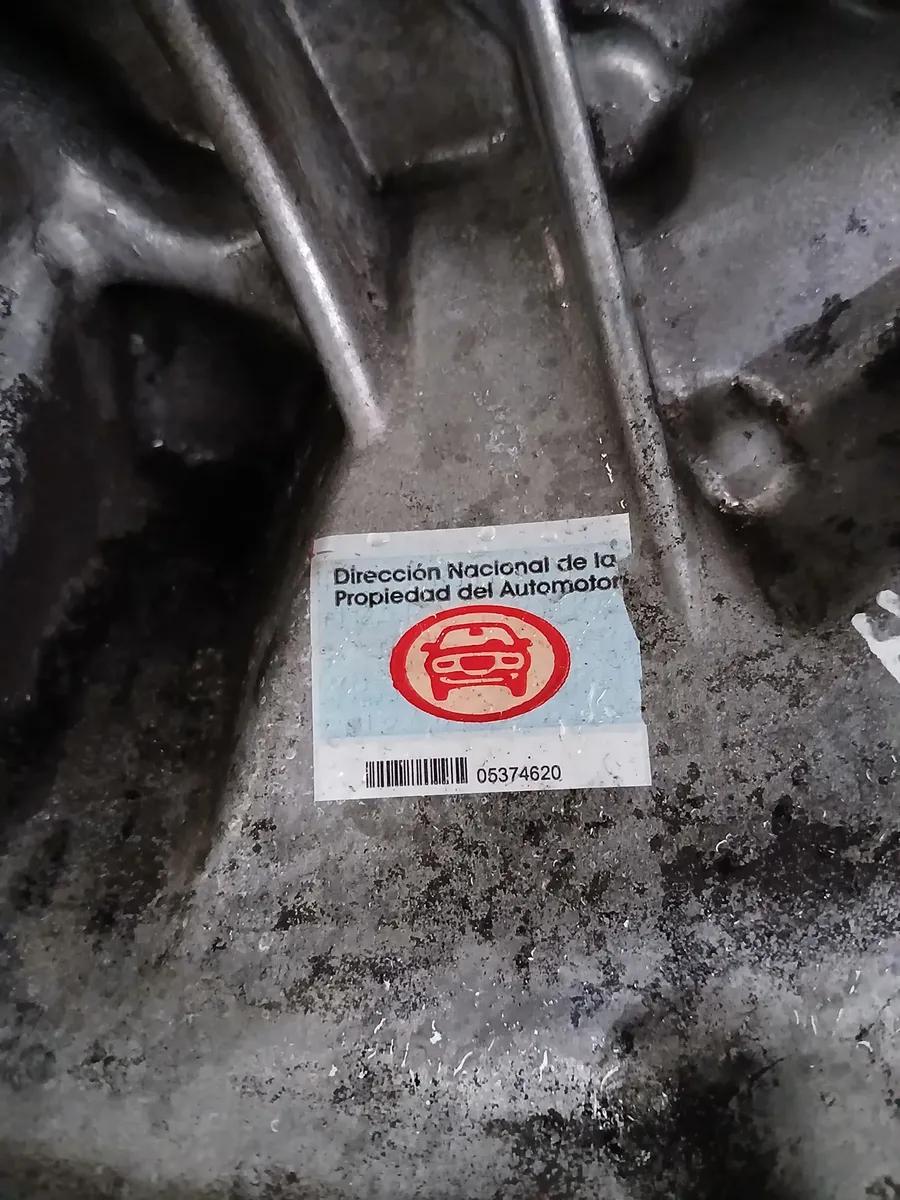 Dirección Nacional de la
Propiedad del Automotor
05374620